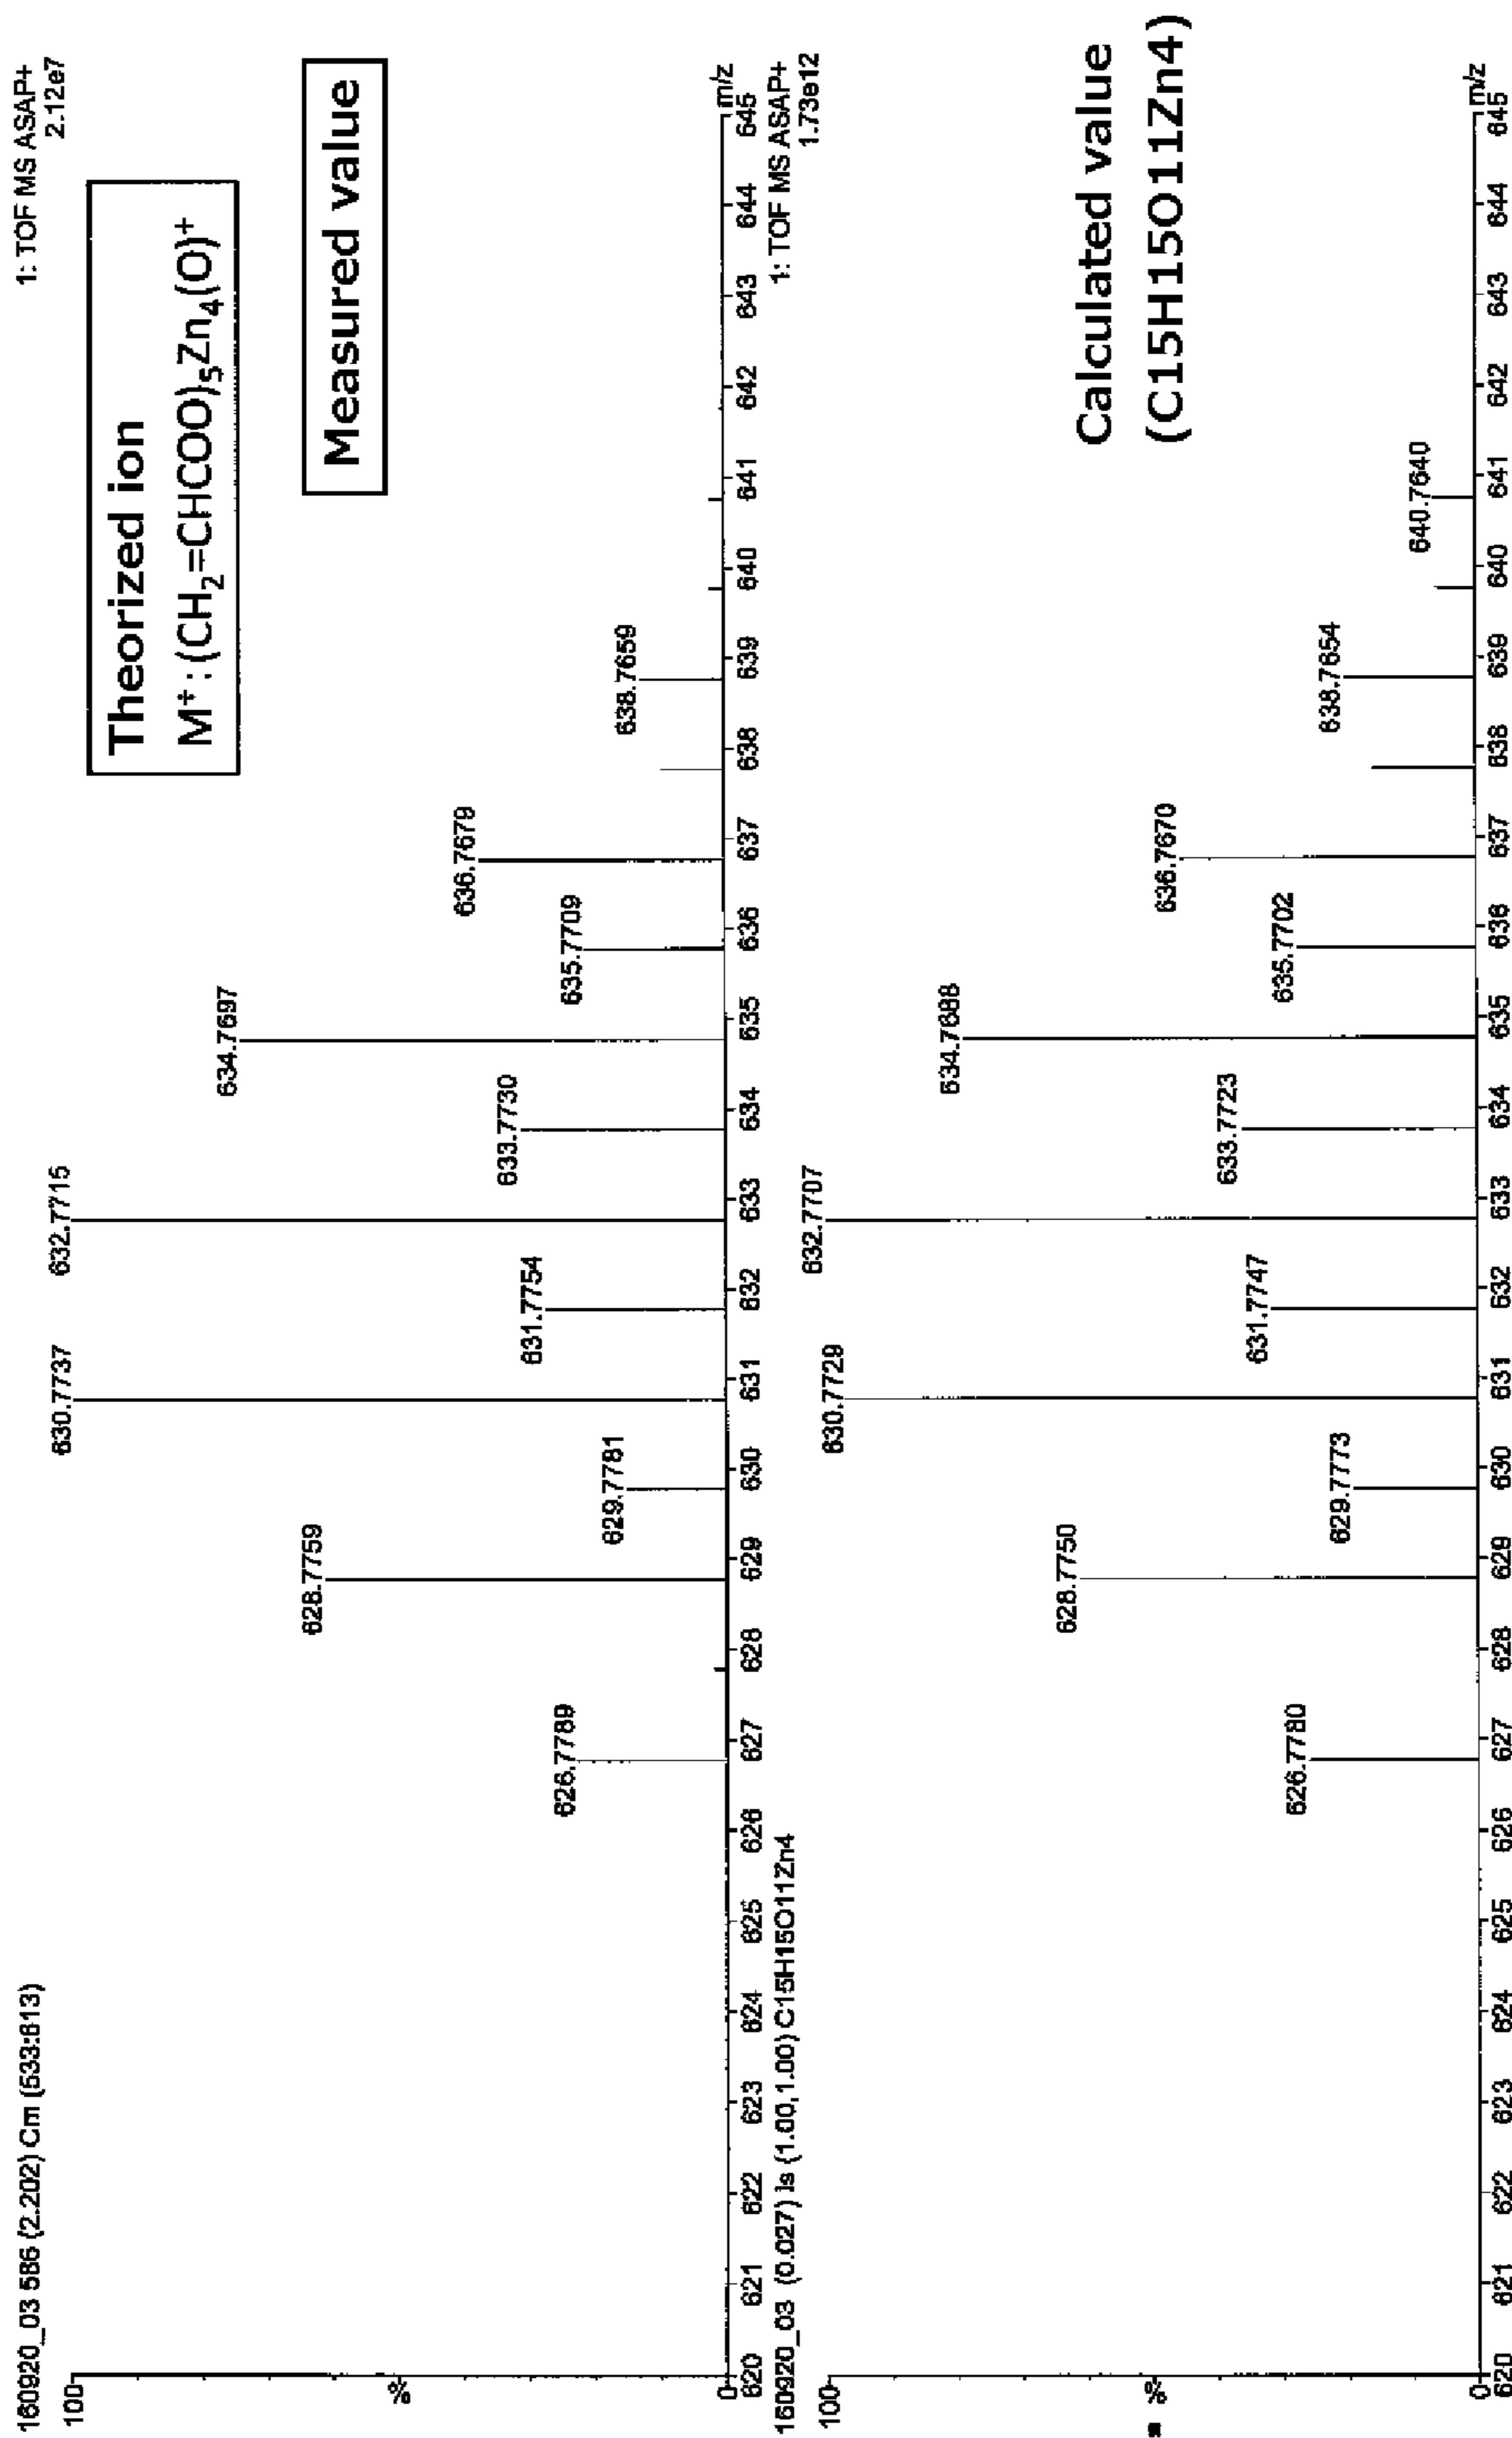 160920_03 586 (2.202) Cm (533:613)
1: TOF MS ASAP+
2.12e7
Theorized ion
M⁺:(CH₂=CHCOO)₅Zn₄(O)⁺
Measured value
100
%
0
626.7789
628.7759
629.7781
630.7737
631.7754
632.7715
633.7730
634.7697
635.7709
636.7679
638.7659
620 621 622 623 624 625 626 627 628 629 630 631 632 633 634 635 636 637 638 639 640 641 642 643 644 645
m/z
160920_03 (0.027) Is (1.00,1.00) C15H15O11Zn4
1: TOF MS ASAP+
1.73e12
Calculated value
(C15H15O11Zn4)
100
%
0
626.7780
628.7750
629.7773
630.7729
631.7747
632.7707
633.7723
634.7688
635.7702
636.7670
638.7654
640.7640
620 621 622 623 624 625 626 627 628 629 630 631 632 633 634 635 636 637 638 639 640 641 642 643 644 645
m/z